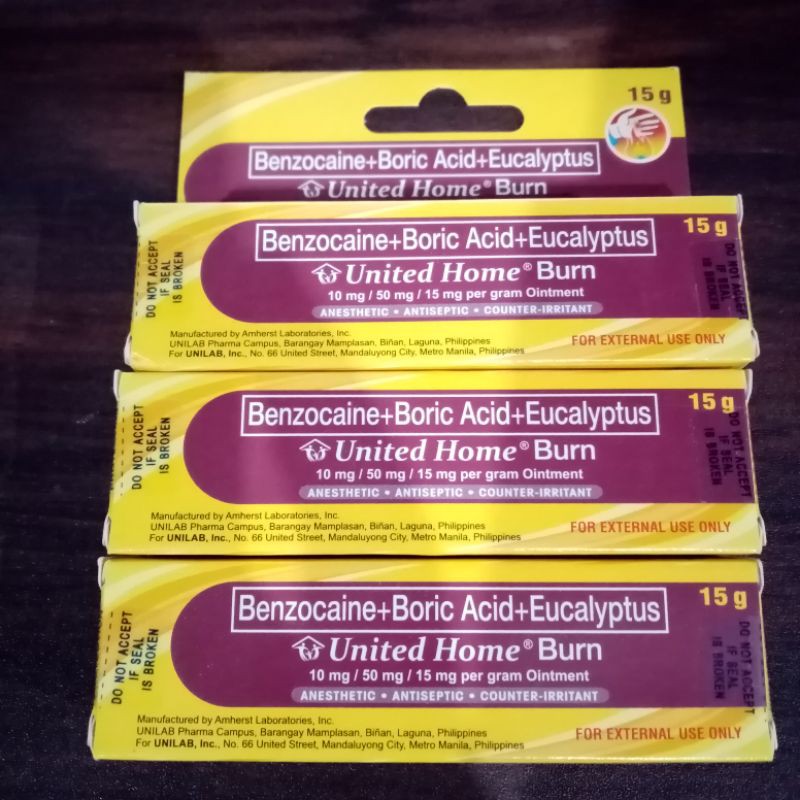 15 g
Benzocaine+Boric Acid+Eucalyptus
United Home® Burn
15 g
DO NOT ACCEPT
IF SEAL
IS BROKEN
Benzocaine+Boric Acid+Eucalyptus
United Home® Burn
10 mg / 50 mg / 15 mg per gram Ointment
ANESTHETIC • ANTISEPTIC • COUNTER-IRRITANT
DO NOT ACCEPT
IF SEAL
IS BROKEN
Manufactured by Amherst Laboratories, Inc.
UNILAB Pharma Campus, Barangay Mamplasan, Biñan, Laguna, Philippines
For UNILAB, Inc., No. 66 United Street, Mandaluyong City, Metro Manila, Philippines
FOR EXTERNAL USE ONLY
15 g
DO NOT ACCEPT
IF SEAL
IS BROKEN
Benzocaine+Boric Acid+Eucalyptus
United Home® Burn
10 mg / 50 mg / 15 mg per gram Ointment
ANESTHETIC • ANTISEPTIC • COUNTER-IRRITANT
DO NOT ACCEPT
IF SEAL
IS BROKEN
Manufactured by Amherst Laboratories, Inc.
UNILAB Pharma Campus, Barangay Mamplasan, Biñan, Laguna, Philippines
For UNILAB, Inc., No. 66 United Street, Mandaluyong City, Metro Manila, Philippines
FOR EXTERNAL USE ONLY
15 g
DO NOT ACCEPT
IF SEAL
IS BROKEN
Benzocaine+Boric Acid+Eucalyptus
United Home® Burn
10 mg / 50 mg / 15 mg per gram Ointment
ANESTHETIC • ANTISEPTIC • COUNTER-IRRITANT
DO NOT ACCEPT
IF SEAL
IS BROKEN
Manufactured by Amherst Laboratories, Inc.
UNILAB Pharma Campus, Barangay Mamplasan, Biñan, Laguna, Philippines
For UNILAB, Inc., No. 66 United Street, Mandaluyong City, Metro Manila, Philippines
FOR EXTERNAL USE ONLY